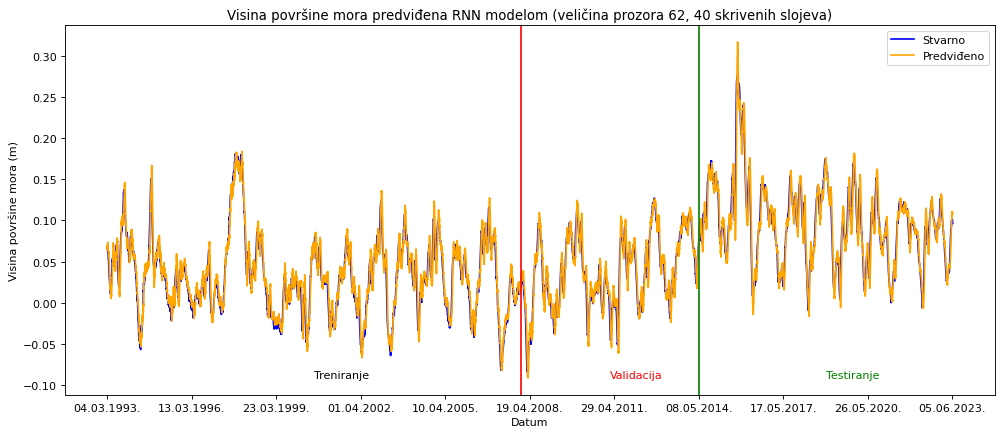 Visina površine mora predviđena RNN modelom (veličina prozora 62, 40 skrivenih slojeva)
Stvarno
Predviđeno
0.30
0.25
0.20
0.15
0.10
0.05
0.00
−0.05
−0.10
Visina površine mora (m)
Treniranje
Validacija
Testiranje
04.03.1993.
13.03.1996.
23.03.1999.
01.04.2002.
10.04.2005.
19.04.2008.
29.04.2011.
08.05.2014.
17.05.2017.
26.05.2020.
05.06.2023.
Datum